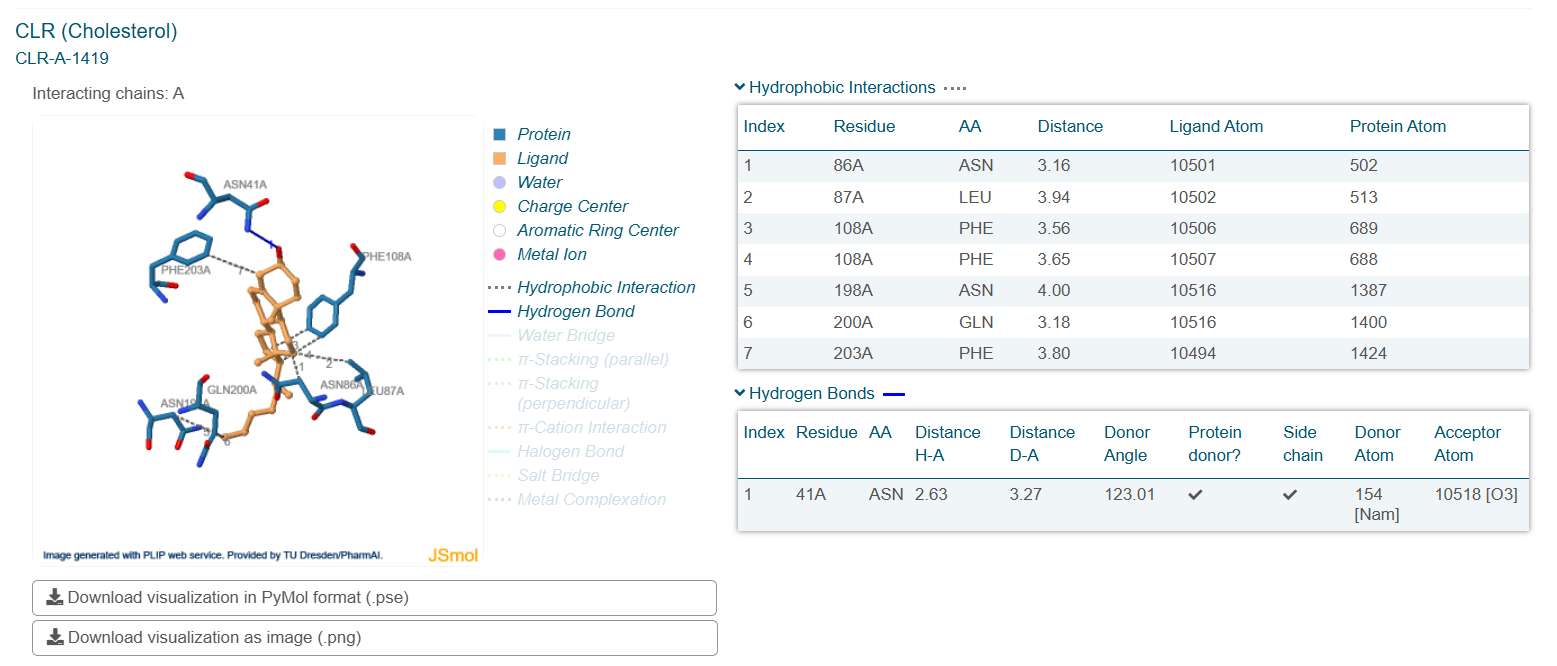 CLR (Cholesterol)
CLR-A-1419
Interacting chains: A
ASN41A
PHE203A
PHE108A
7
3
4
2
1
GLN200A
ASN86A
LEU87A
5
6
Image generated with PLIP web service. Provided by TU Dresden/PharmAI.
JSmol
Protein
Ligand
Water
Charge Center
Aromatic Ring Center
Metal Ion
Hydrophobic Interaction
Hydrogen Bond
Water Bridge
π-Stacking (parallel)
π-Stacking
(perpendicular)
π-Cation Interaction
Halogen Bond
Salt Bridge
Metal Complexation
Download visualization in PyMol format (.pse)
Download visualization as image (.png)
Hydrophobic Interactions
Index Residue AA Distance Ligand Atom Protein Atom
1 86A ASN 3.16 10501 502
2 87A LEU 3.94 10502 513
3 108A PHE 3.56 10506 689
4 108A PHE 3.65 10507 688
5 198A ASN 4.00 10516 1387
6 200A GLN 3.18 10516 1400
7 203A PHE 3.80 10494 1424
Hydrogen Bonds
Index Residue AA Distance Distance Donor Protein Side Donor Acceptor
H-A D-A Angle donor? chain Atom Atom
1 41A ASN 2.63 3.27 123.01 ✔ ✔ 154 10518 [O3]
[Nam]